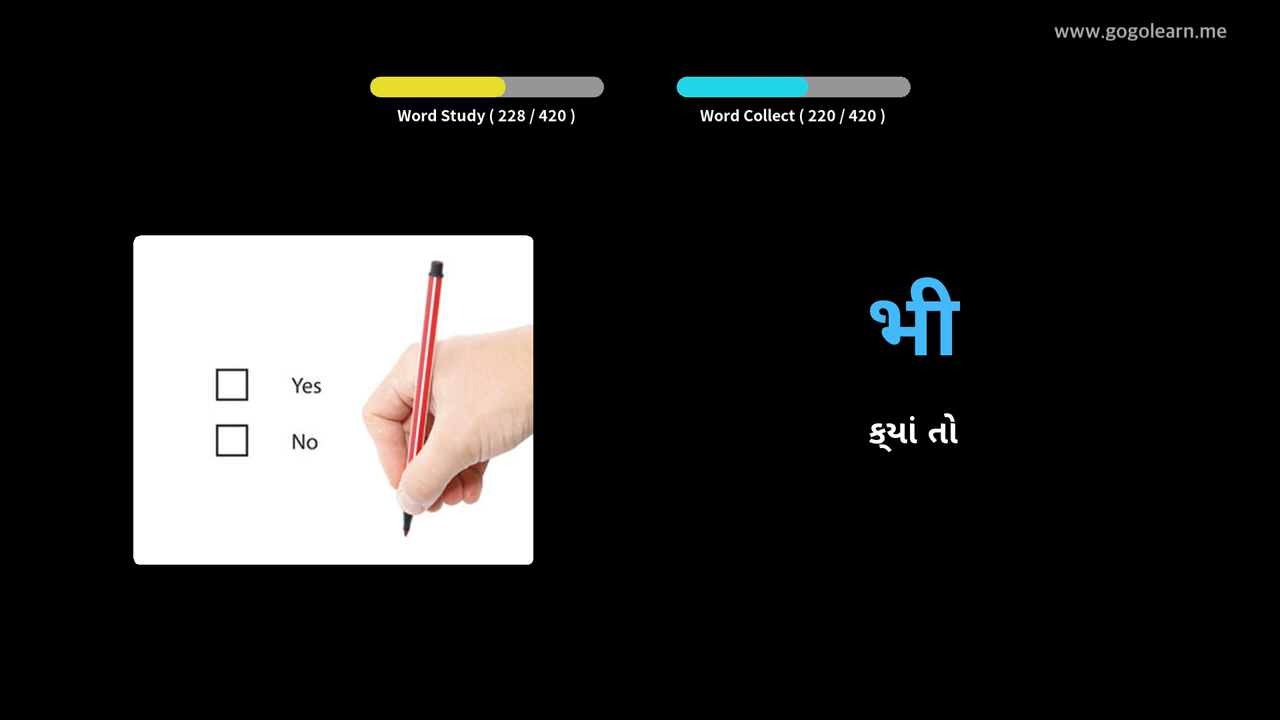 www.gogolearn.me
Word Study ( 228 / 420 )
Word Collect ( 220 / 420 )
Yes
No
भी
ક્યાં તો